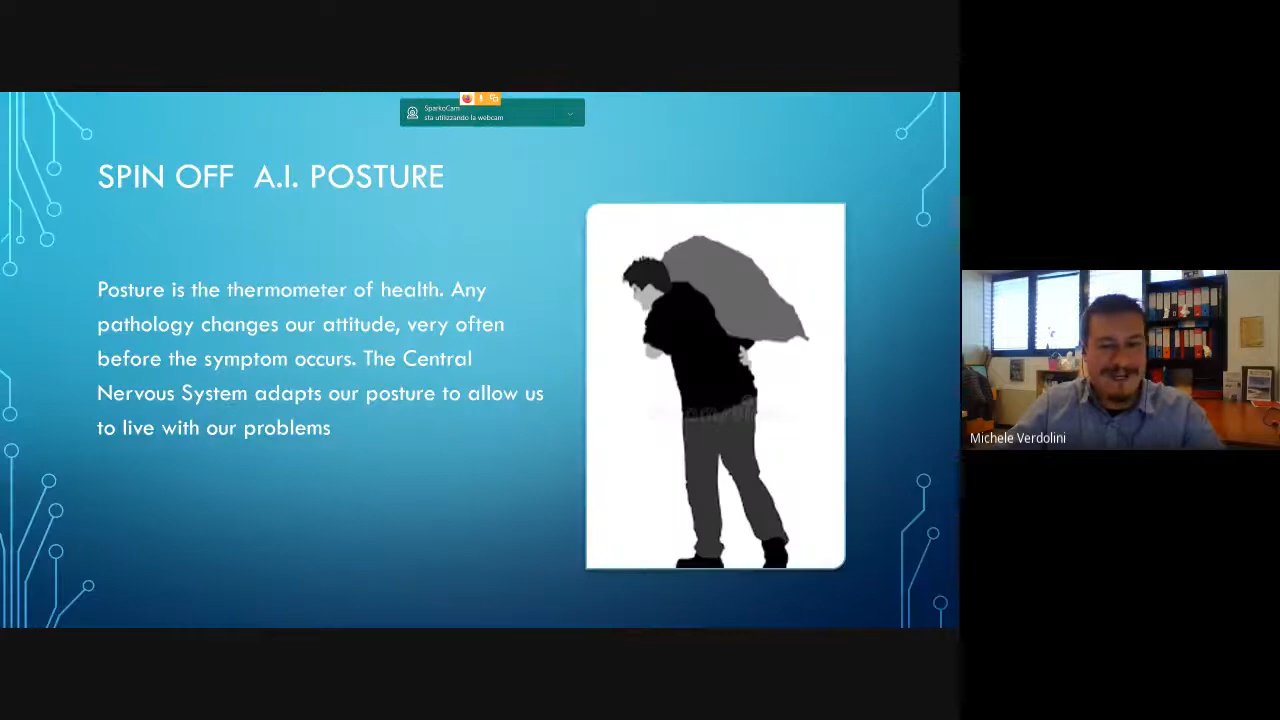 SparkoCam
sta utilizzando la webcam
SPIN OFF A.I. POSTURE
Posture is the thermometer of health. Any
pathology changes our attitude, very often
before the symptom occurs. The Central
Nervous System adapts our posture to allow us
to live with our problems
Michele Verdolini